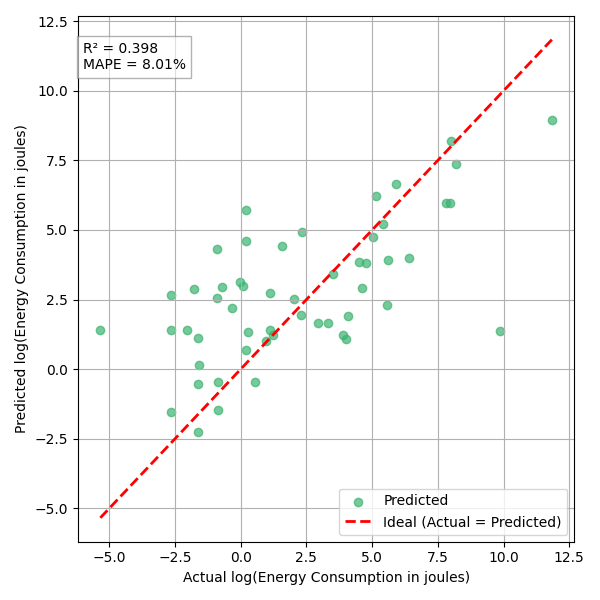 R² = 0.398
MAPE = 8.01%
12.5
10.0
7.5
5.0
2.5
0.0
−2.5
−5.0
Predicted log(Energy Consumption in joules)
Predicted
Ideal (Actual = Predicted)
−5.0 −2.5 0.0 2.5 5.0 7.5 10.0 12.5
Actual log(Energy Consumption in joules)